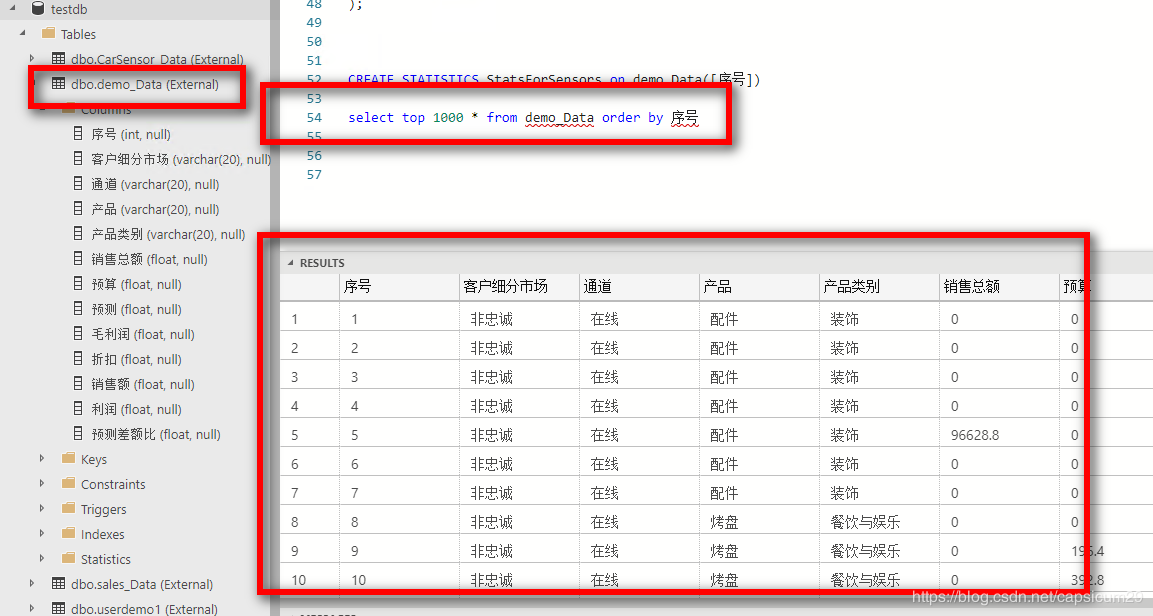 testdb
Tables
dbo.CarSensor_Data (External)
dbo.demo_Data (External)
Columns
序号 (int, null)
客户细分市场 (varchar(20), null)
通道 (varchar(20), null)
产品 (varchar(20), null)
产品类别 (varchar(20), null)
销售总额 (float, null)
预算 (float, null)
预测 (float, null)
毛利润 (float, null)
折扣 (float, null)
销售额 (float, null)
利润 (float, null)
预测差额比 (float, null)
Keys
Constraints
Triggers
Indexes
Statistics
dbo.sales_Data (External)
dbo.userdemo1 (External)
48 );
49
50
51
52 CREATE STATISTICS StatsForSensors on demo_Data([序号])
53
54 select top 1000 * from demo_Data order by 序号
55
56
57
RESULTS
序号 客户细分市场 通道 产品 产品类别 销售总额 预算
1 1 非忠诚 在线 配件 装饰 0 0
2 2 非忠诚 在线 配件 装饰 0 0
3 3 非忠诚 在线 配件 装饰 0 0
4 4 非忠诚 在线 配件 装饰 0 0
5 5 非忠诚 在线 配件 装饰 96628.8 0
6 6 非忠诚 在线 配件 装饰 0 0
7 7 非忠诚 在线 配件 装饰 0 0
8 8 非忠诚 在线 烤盘 餐饮与娱乐 0 0
9 9 非忠诚 在线 烤盘 餐饮与娱乐 0 196.4
10 10 非忠诚 在线 烤盘 餐饮与娱乐 0 392.8